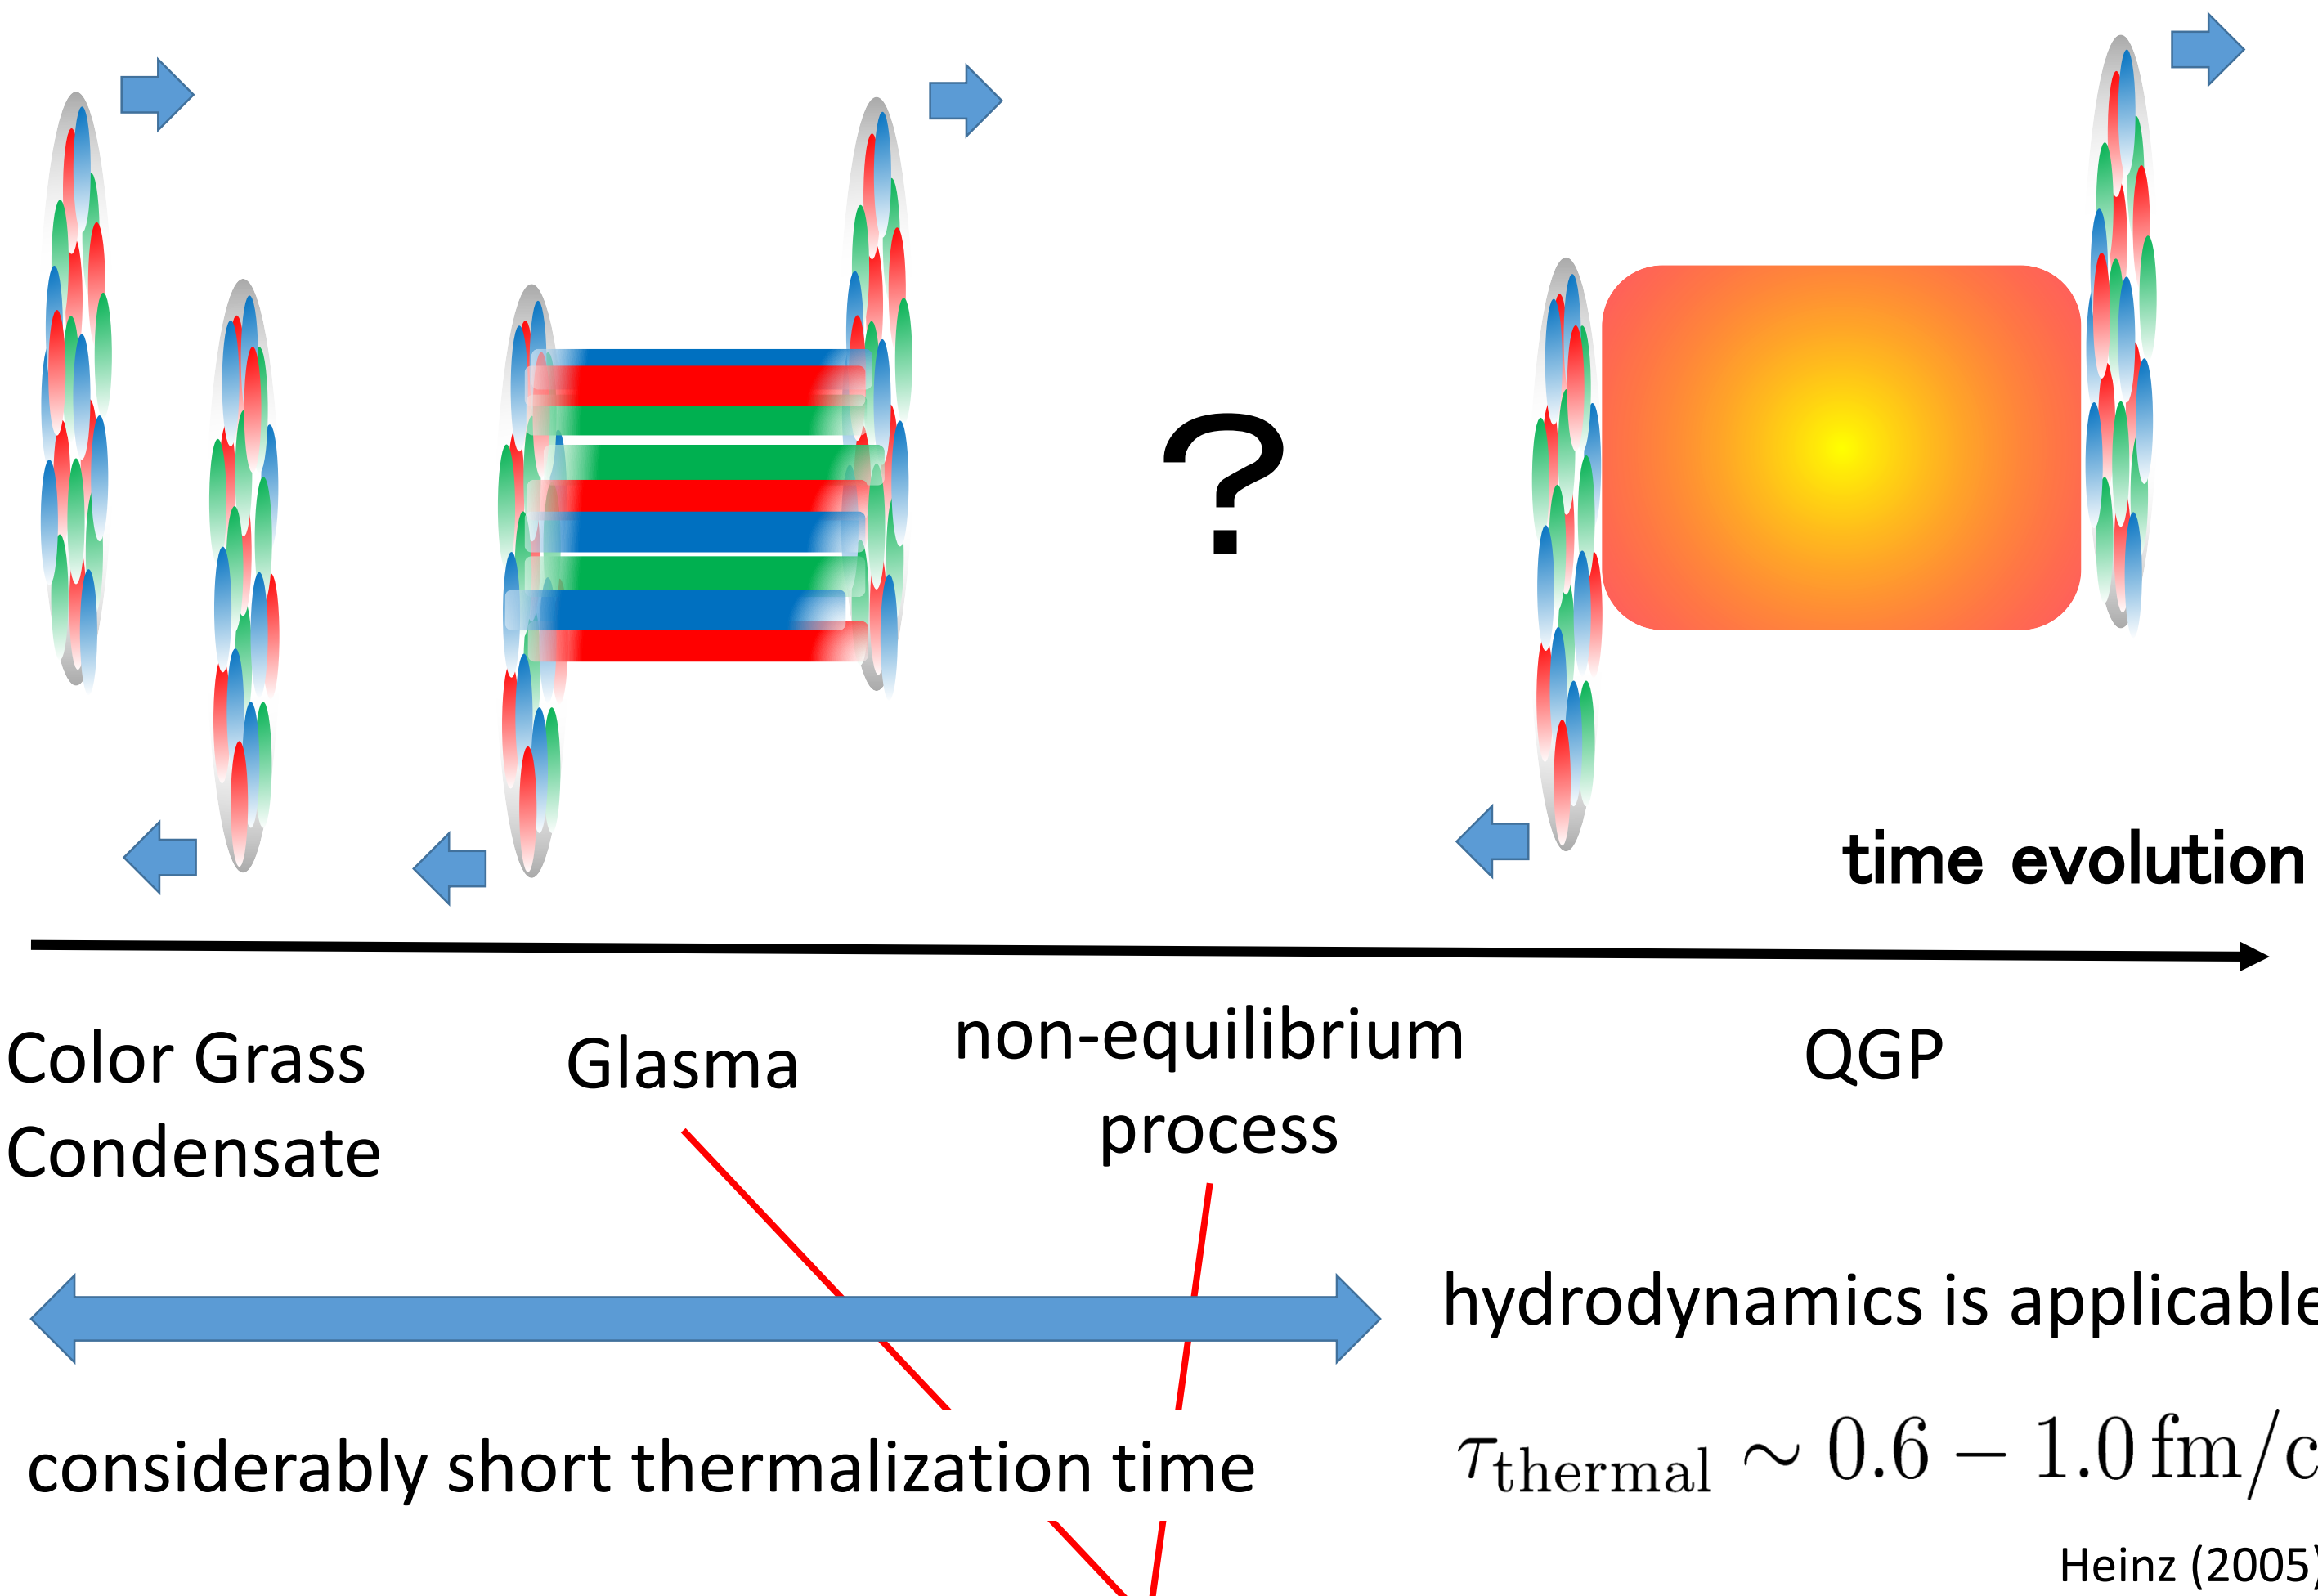 ?
time evolution
Color Grass
Condensate
Glasma
non-equilibrium
process
QGP
hydrodynamics is applicable
considerably short thermalization time
τ_thermal ∼ 0.6 − 1.0 fm/c
Heinz (2005)